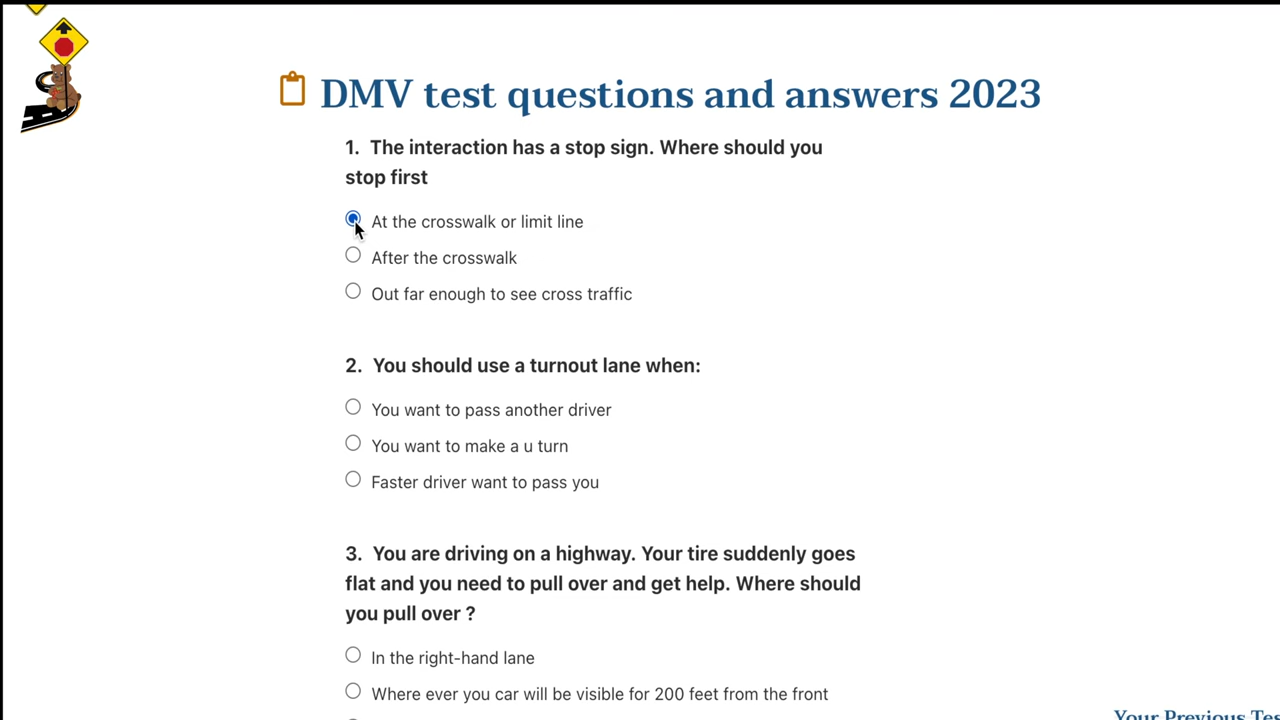 DMV test questions and answers 2023
1. The interaction has a stop sign. Where should you
stop first
At the crosswalk or limit line
After the crosswalk
Out far enough to see cross traffic
2. You should use a turnout lane when:
You want to pass another driver
You want to make a u turn
Faster driver want to pass you
3. You are driving on a highway. Your tire suddenly goes
flat and you need to pull over and get help. Where should
you pull over ?
In the right-hand lane
Where ever you car will be visible for 200 feet from the front
Your Previous Tes